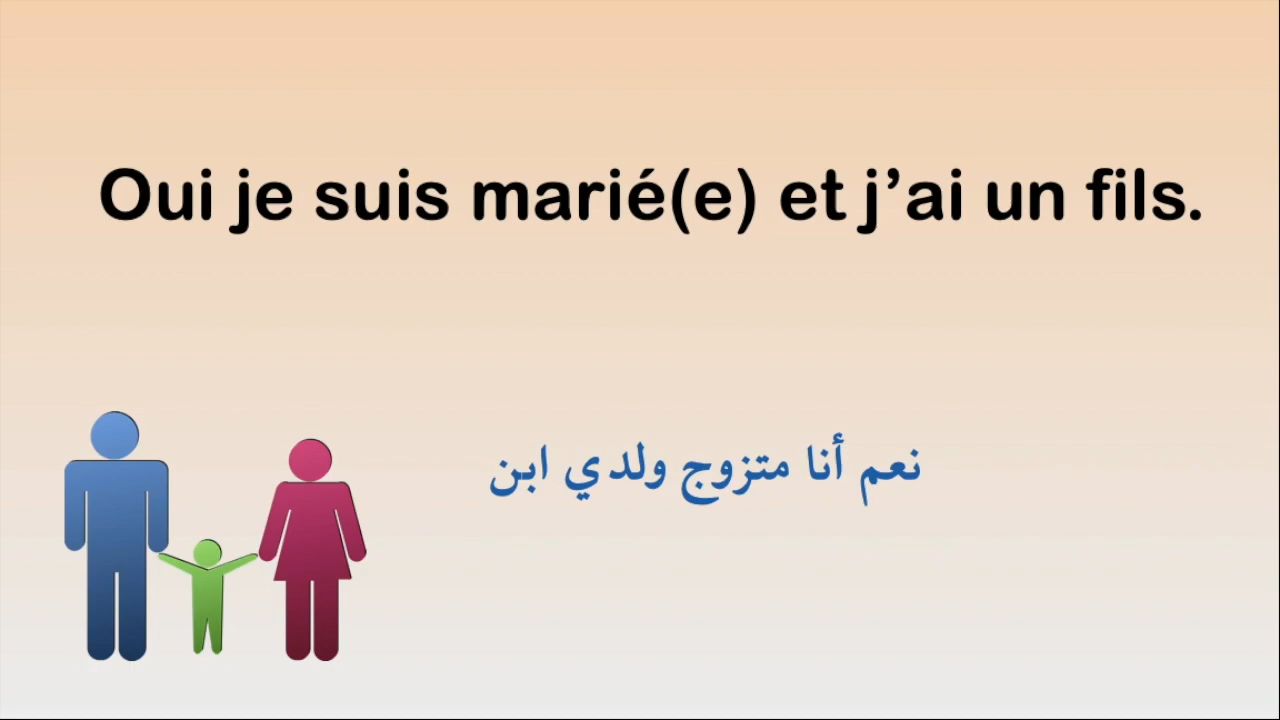 Oui je suis marié(e) et j’ai un fils.
نعم أنا متزوج ولدي ابن